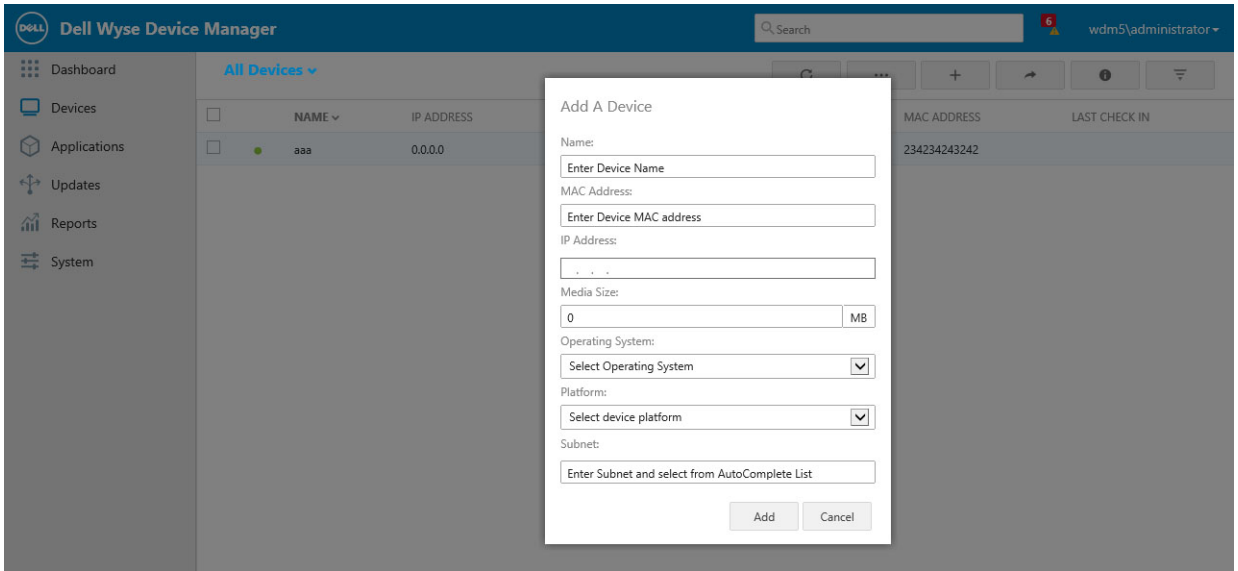 DELL Dell Wyse Device Manager Search 6 wdm5\administrator
Dashboard
Devices
Applications
Updates
Reports
System
All Devices
NAME IP ADDRESS MAC ADDRESS LAST CHECK IN
aaa 0.0.0.0 234234243242
Add A Device
Name:
Enter Device Name
MAC Address:
Enter Device MAC address
IP Address:
. . .
Media Size:
0 MB
Operating System:
Select Operating System
Platform:
Select device platform
Subnet:
Enter Subnet and select from AutoComplete List
Add Cancel